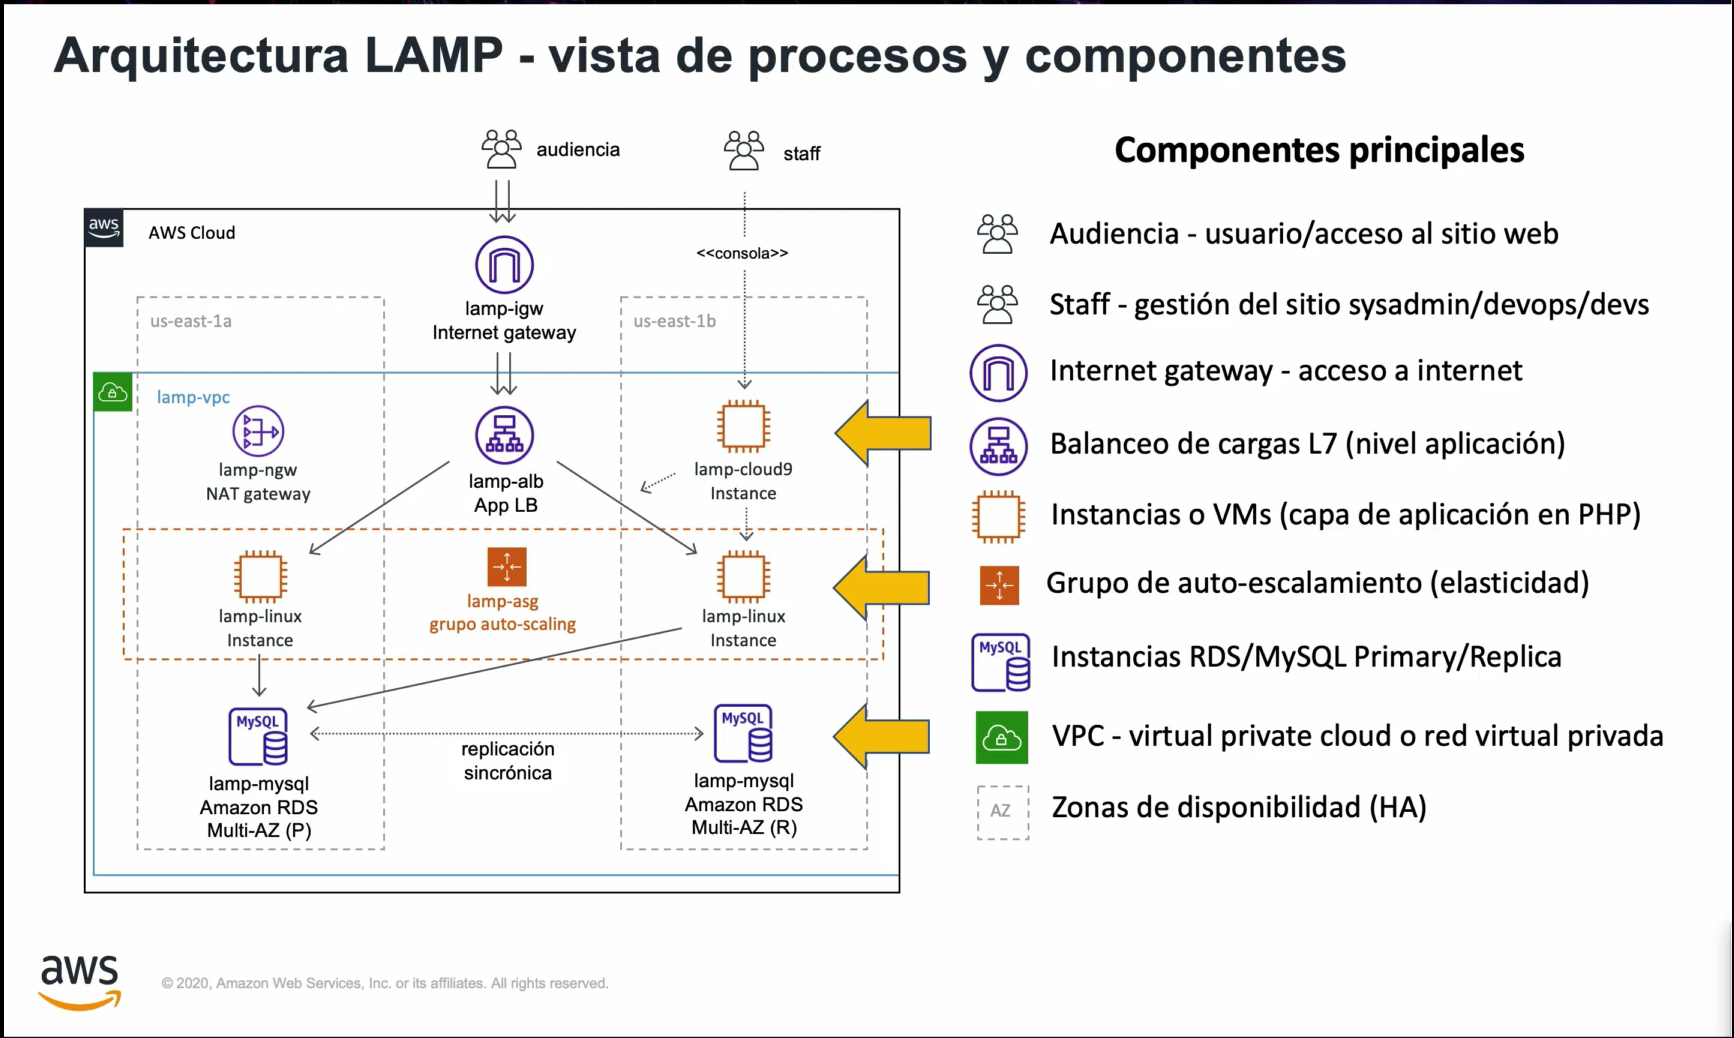 Arquitectura LAMP - vista de procesos y componentes
audiencia
staff
aws
AWS Cloud
<<consola>>
lamp-igw
Internet gateway
us-east-1a
us-east-1b
lamp-vpc
lamp-ngw
NAT gateway
lamp-alb
App LB
lamp-cloud9
Instance
lamp-linux
Instance
lamp-asg
grupo auto-scaling
lamp-linux
Instance
MySQL
lamp-mysql
Amazon RDS
Multi-AZ (P)
replicación
sincrónica
MySQL
lamp-mysql
Amazon RDS
Multi-AZ (R)
Componentes principales
Audiencia - usuario/acceso al sitio web
Staff - gestión del sitio sysadmin/devops/devs
Internet gateway - acceso a internet
Balanceo de cargas L7 (nivel aplicación)
Instancias o VMs (capa de aplicación en PHP)
Grupo de auto-escalamiento (elasticidad)
MySQL
Instancias RDS/MySQL Primary/Replica
VPC - virtual private cloud o red virtual privada
AZ
Zonas de disponibilidad (HA)
aws
© 2020, Amazon Web Services, Inc. or its affiliates. All rights reserved.